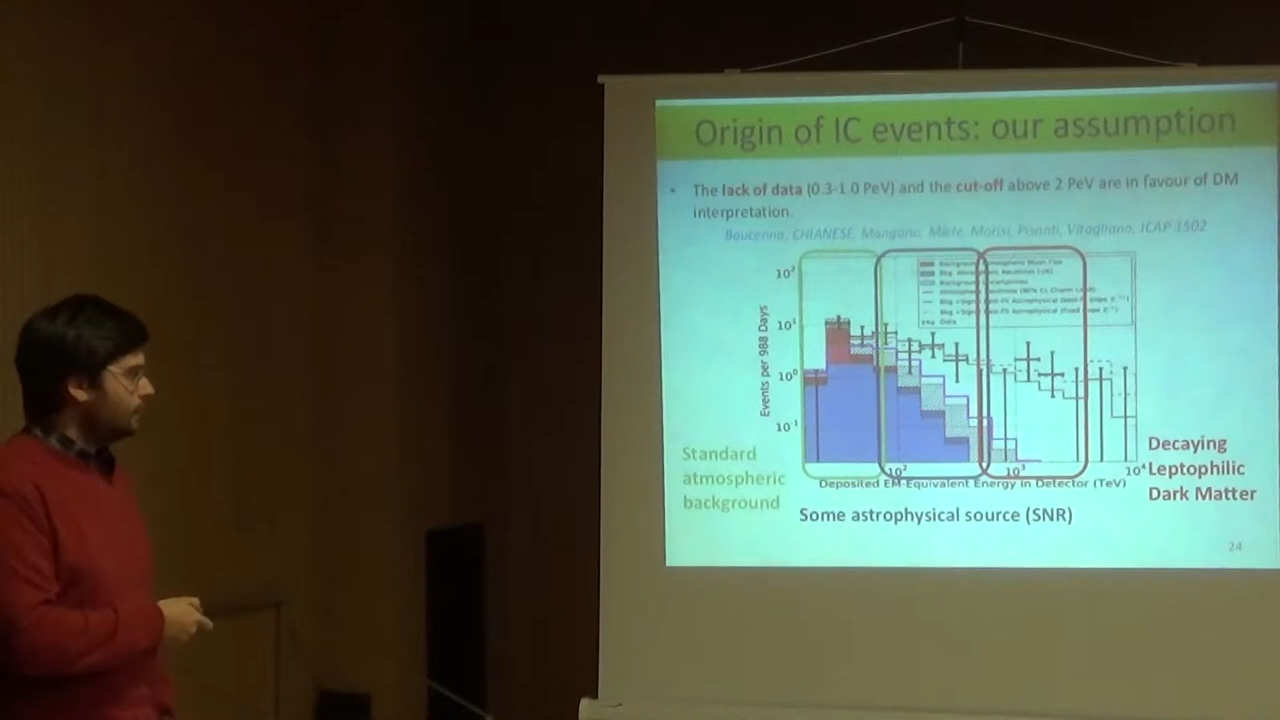 Origin of IC events: our assumption
• The lack of data (0.3-1.0 PeV) and the cut-off above 2 PeV are in favour of DM
interpretation.
Boucenna, CHIANESE, Mangano, Miele, Morisi, Pisanti, Vitagliano, JCAP 1502
Events per 988 Days
10²
10¹
10⁰
10⁻¹
10²
10³
10⁴
Data
Deposited EM-Equivalent Energy in Detector (TeV)
Standard
atmospheric
background
Some astrophysical source (SNR)
Decaying
Leptophilic
Dark Matter
24